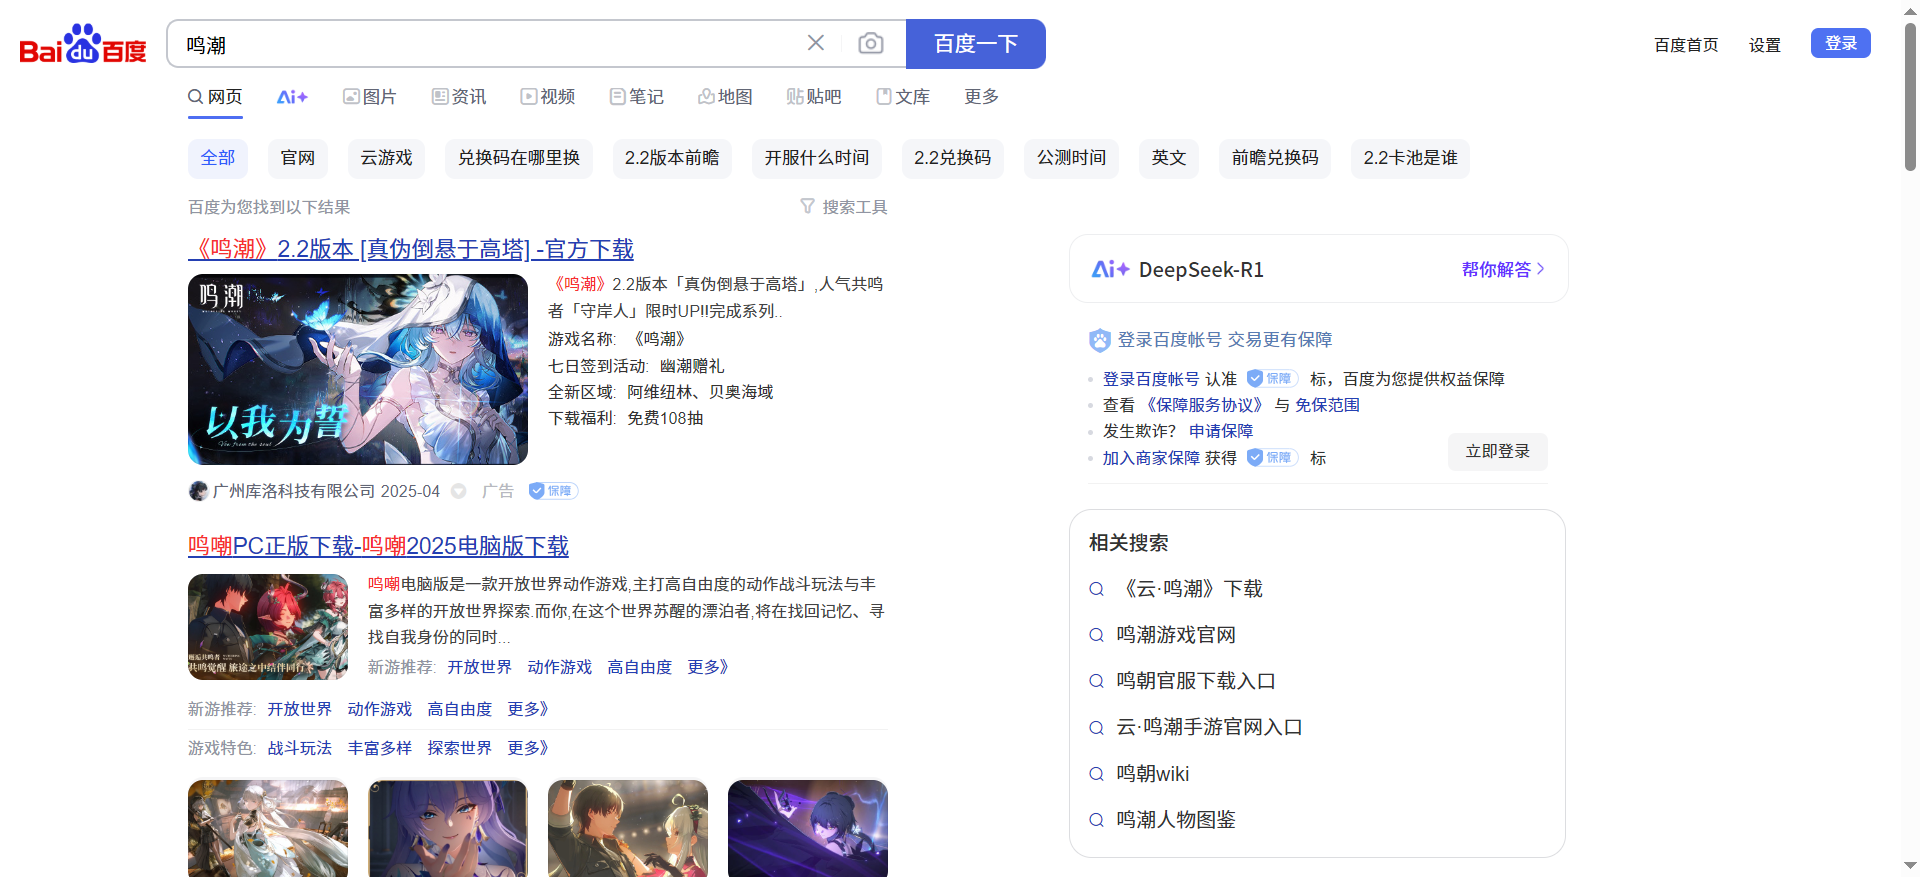 Bai du 百度
鸣潮
百度一下
百度首页
设置
登录
网页
Ai+
图片
资讯
视频
笔记
地图
贴吧
文库
更多
全部
官网
云游戏
兑换码在哪里换
2.2版本前瞻
开服什么时间
2.2兑换码
公测时间
英文
前瞻兑换码
2.2卡池是谁
百度为您找到以下结果
搜索工具
《鸣潮》2.2版本 [真伪倒悬于高塔] -官方下载
鸣潮
以我为誓
《鸣潮》2.2版本「真伪倒悬于高塔」,人气共鸣
者「守岸人」限时UP!!完成系列..
游戏名称: 《鸣潮》
七日签到活动: 幽潮赠礼
全新区域: 阿维纽林、贝奥海域
下载福利: 免费108抽
广州库洛科技有限公司 2025-04
广告
保障
鸣嘲PC正版下载-鸣嘲2025电脑版下载
邂逅共鸣者
共鸣觉醒 旅途之中结伴同行
鸣嘲电脑版是一款开放世界动作游戏,主打高自由度的动作战斗玩法与丰
富多样的开放世界探索.而你,在这个世界苏醒的漂泊者,将在找回记忆、寻
找自我身份的同时...
新游推荐: 开放世界 动作游戏 高自由度 更多》
新游推荐: 开放世界 动作游戏 高自由度 更多》
游戏特色: 战斗玩法 丰富多样 探索世界 更多》
Ai+ DeepSeek-R1
帮你解答
登录百度帐号 交易更有保障
登录百度帐号 认准 保障 标，百度为您提供权益保障
查看 《保障服务协议》 与 免保范围
发生欺诈? 申请保障
加入商家保障 获得 保障 标
立即登录
相关搜索
《云·鸣潮》下载
鸣潮游戏官网
鸣朝官服下载入口
云·鸣潮手游官网入口
鸣朝wiki
鸣潮人物图鉴